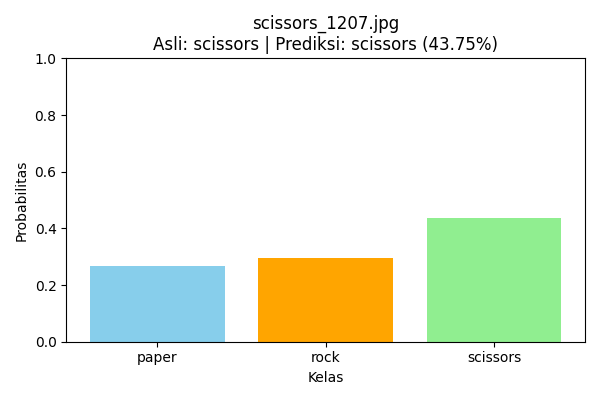 scissors_1207.jpg
Asli: scissors | Prediksi: scissors (43.75%)
1.0
0.8
0.6
0.4
0.2
0.0
Probabilitas
paper rock scissors
Kelas